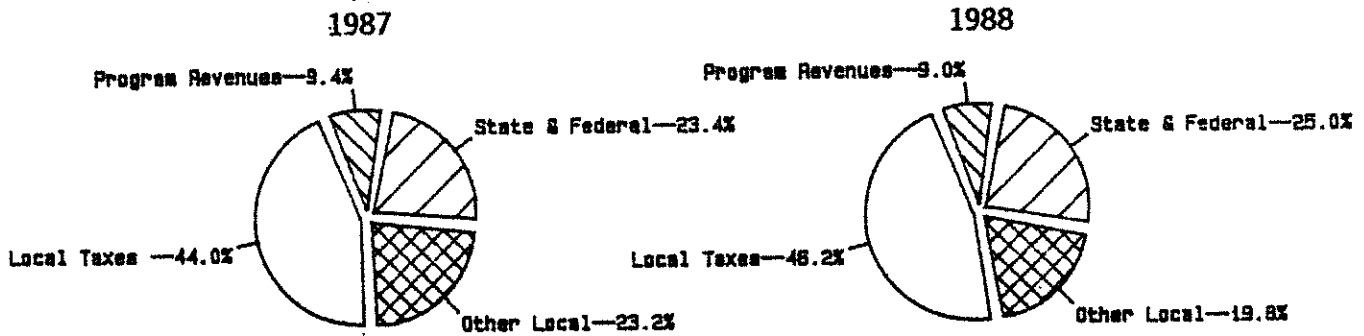 1987
Program Revenues—9.4%
State & Federal—23.4%
Local Taxes —44.0%
Other Local—23.2%
1988
Program Revenues—9.0%
State & Federal—25.0%
Local Taxes—46.2%
Other Local—19.8%